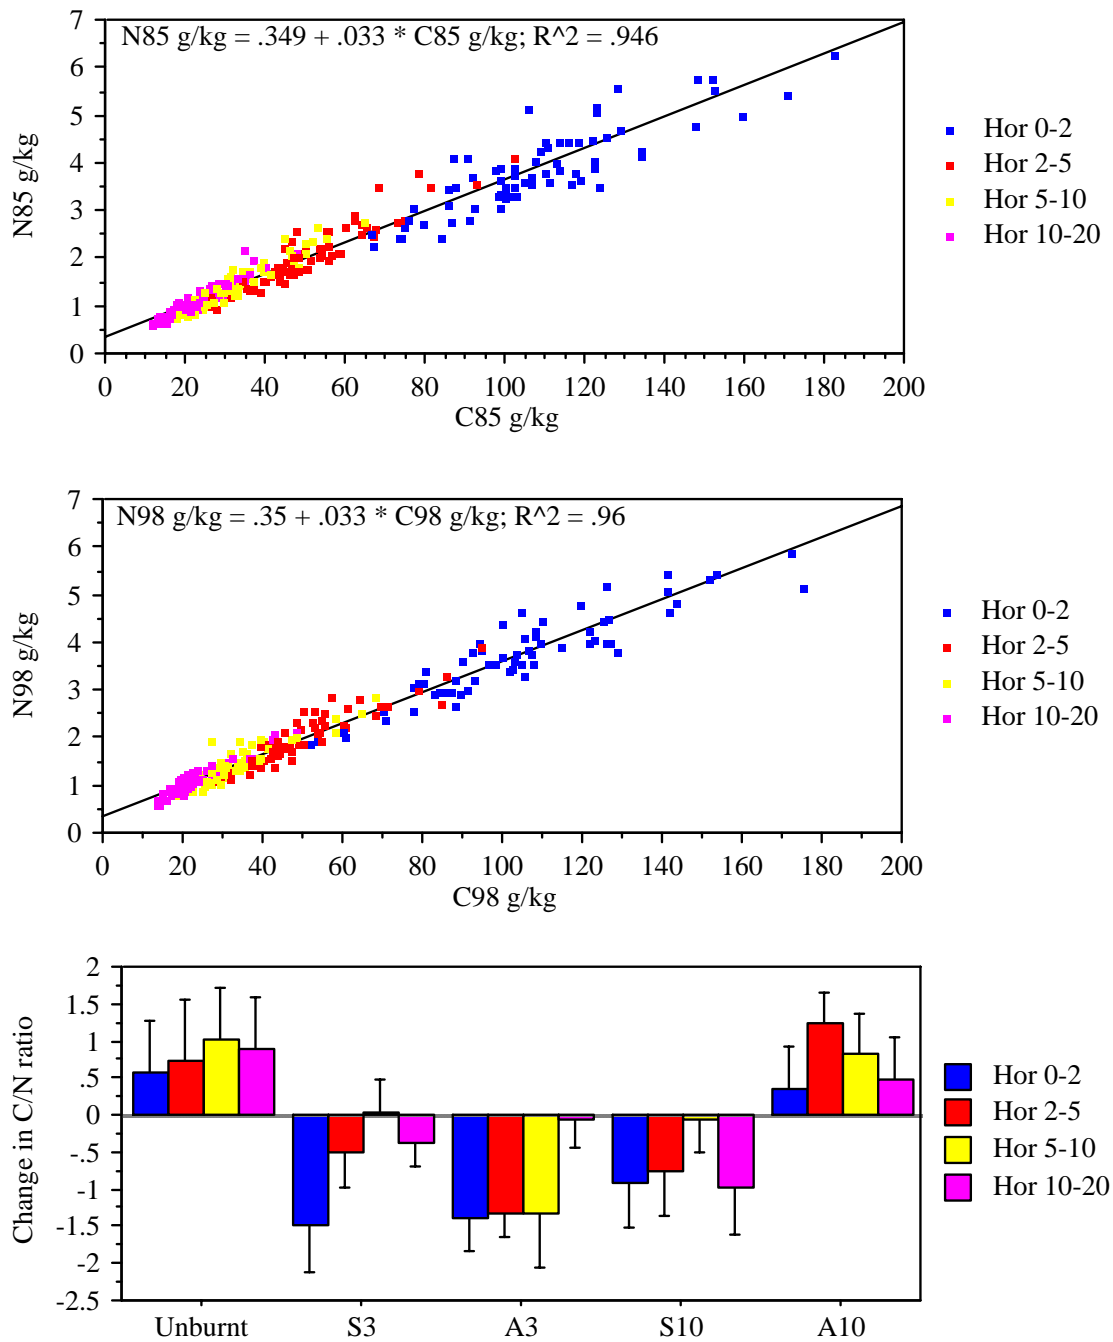 7
N85 g/kg = .349 + .033 * C85 g/kg; R^2 = .946
6
5
4
3
2
1
0
N85 g/kg
0 20 40 60 80 100 120 140 160 180 200
C85 g/kg
Hor 0-2
Hor 2-5
Hor 5-10
Hor 10-20
7
N98 g/kg = .35 + .033 * C98 g/kg; R^2 = .96
6
5
4
3
2
1
0
N98 g/kg
0 20 40 60 80 100 120 140 160 180 200
C98 g/kg
Hor 0-2
Hor 2-5
Hor 5-10
Hor 10-20
2
1.5
1
.5
0
-.5
-1
-1.5
-2
-2.5
Change in C/N ratio
Unburnt S3 A3 S10 A10
Hor 0-2
Hor 2-5
Hor 5-10
Hor 10-20